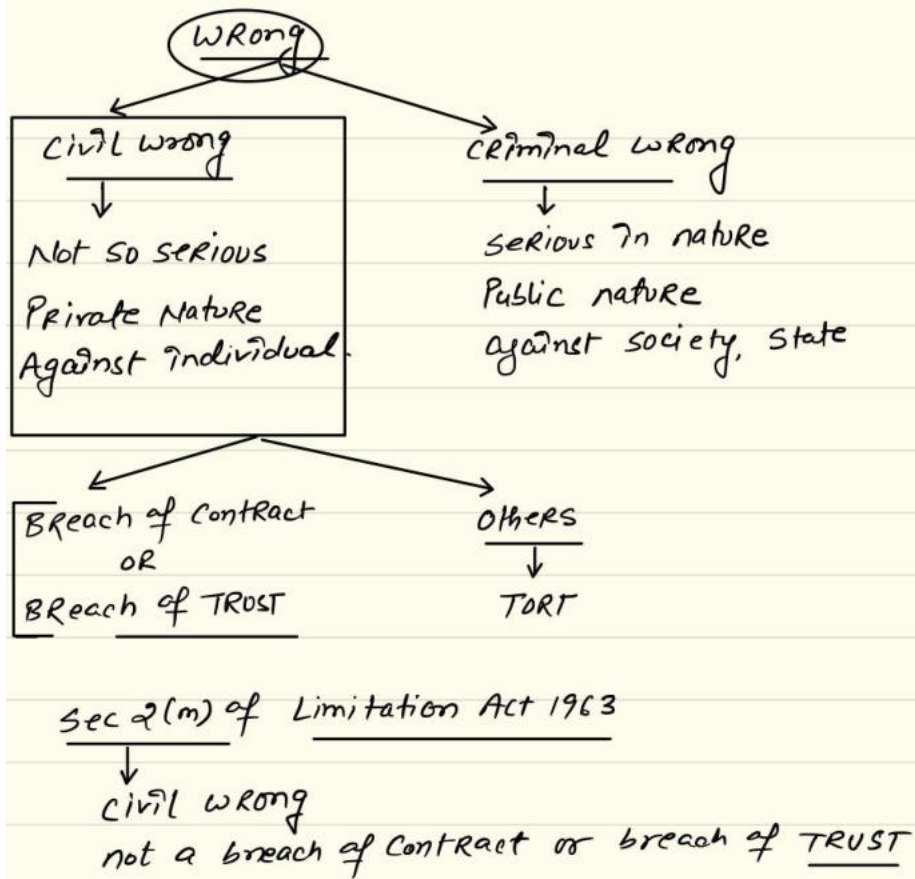 WRong
Civil wrong
CRiminal wRong
Not so seRious
PRivate NatuRe
Against individual.
seRious in natuRe
Public natuRe
against society, State
BReach of ContRact
OR
BReach of TRUST
OtheRs
TORT
Sec 2(m) of Limitation Act 1963
Civil wRong
not a breach of ContRact or breach of TRUST